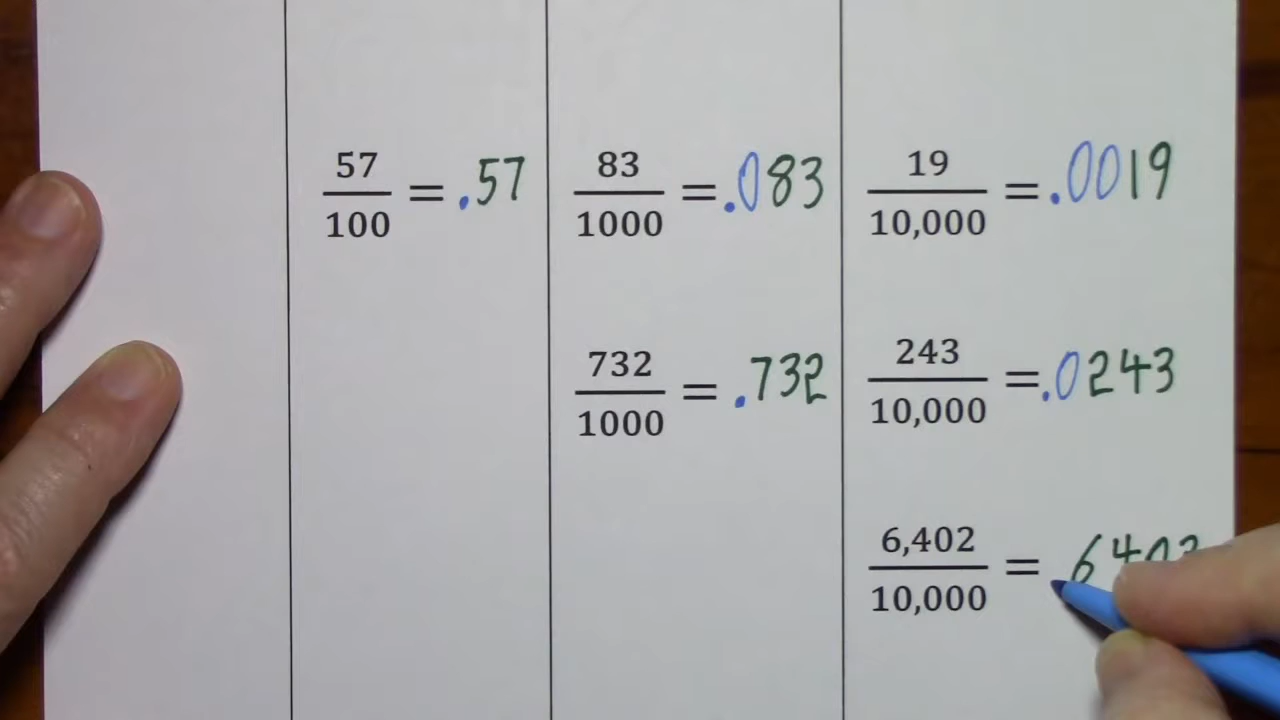 57/100 = .57
83/1000 = .083
19/10,000 = .0019
732/1000 = .732
243/10,000 = .0243
6,402/10,000 = 6402